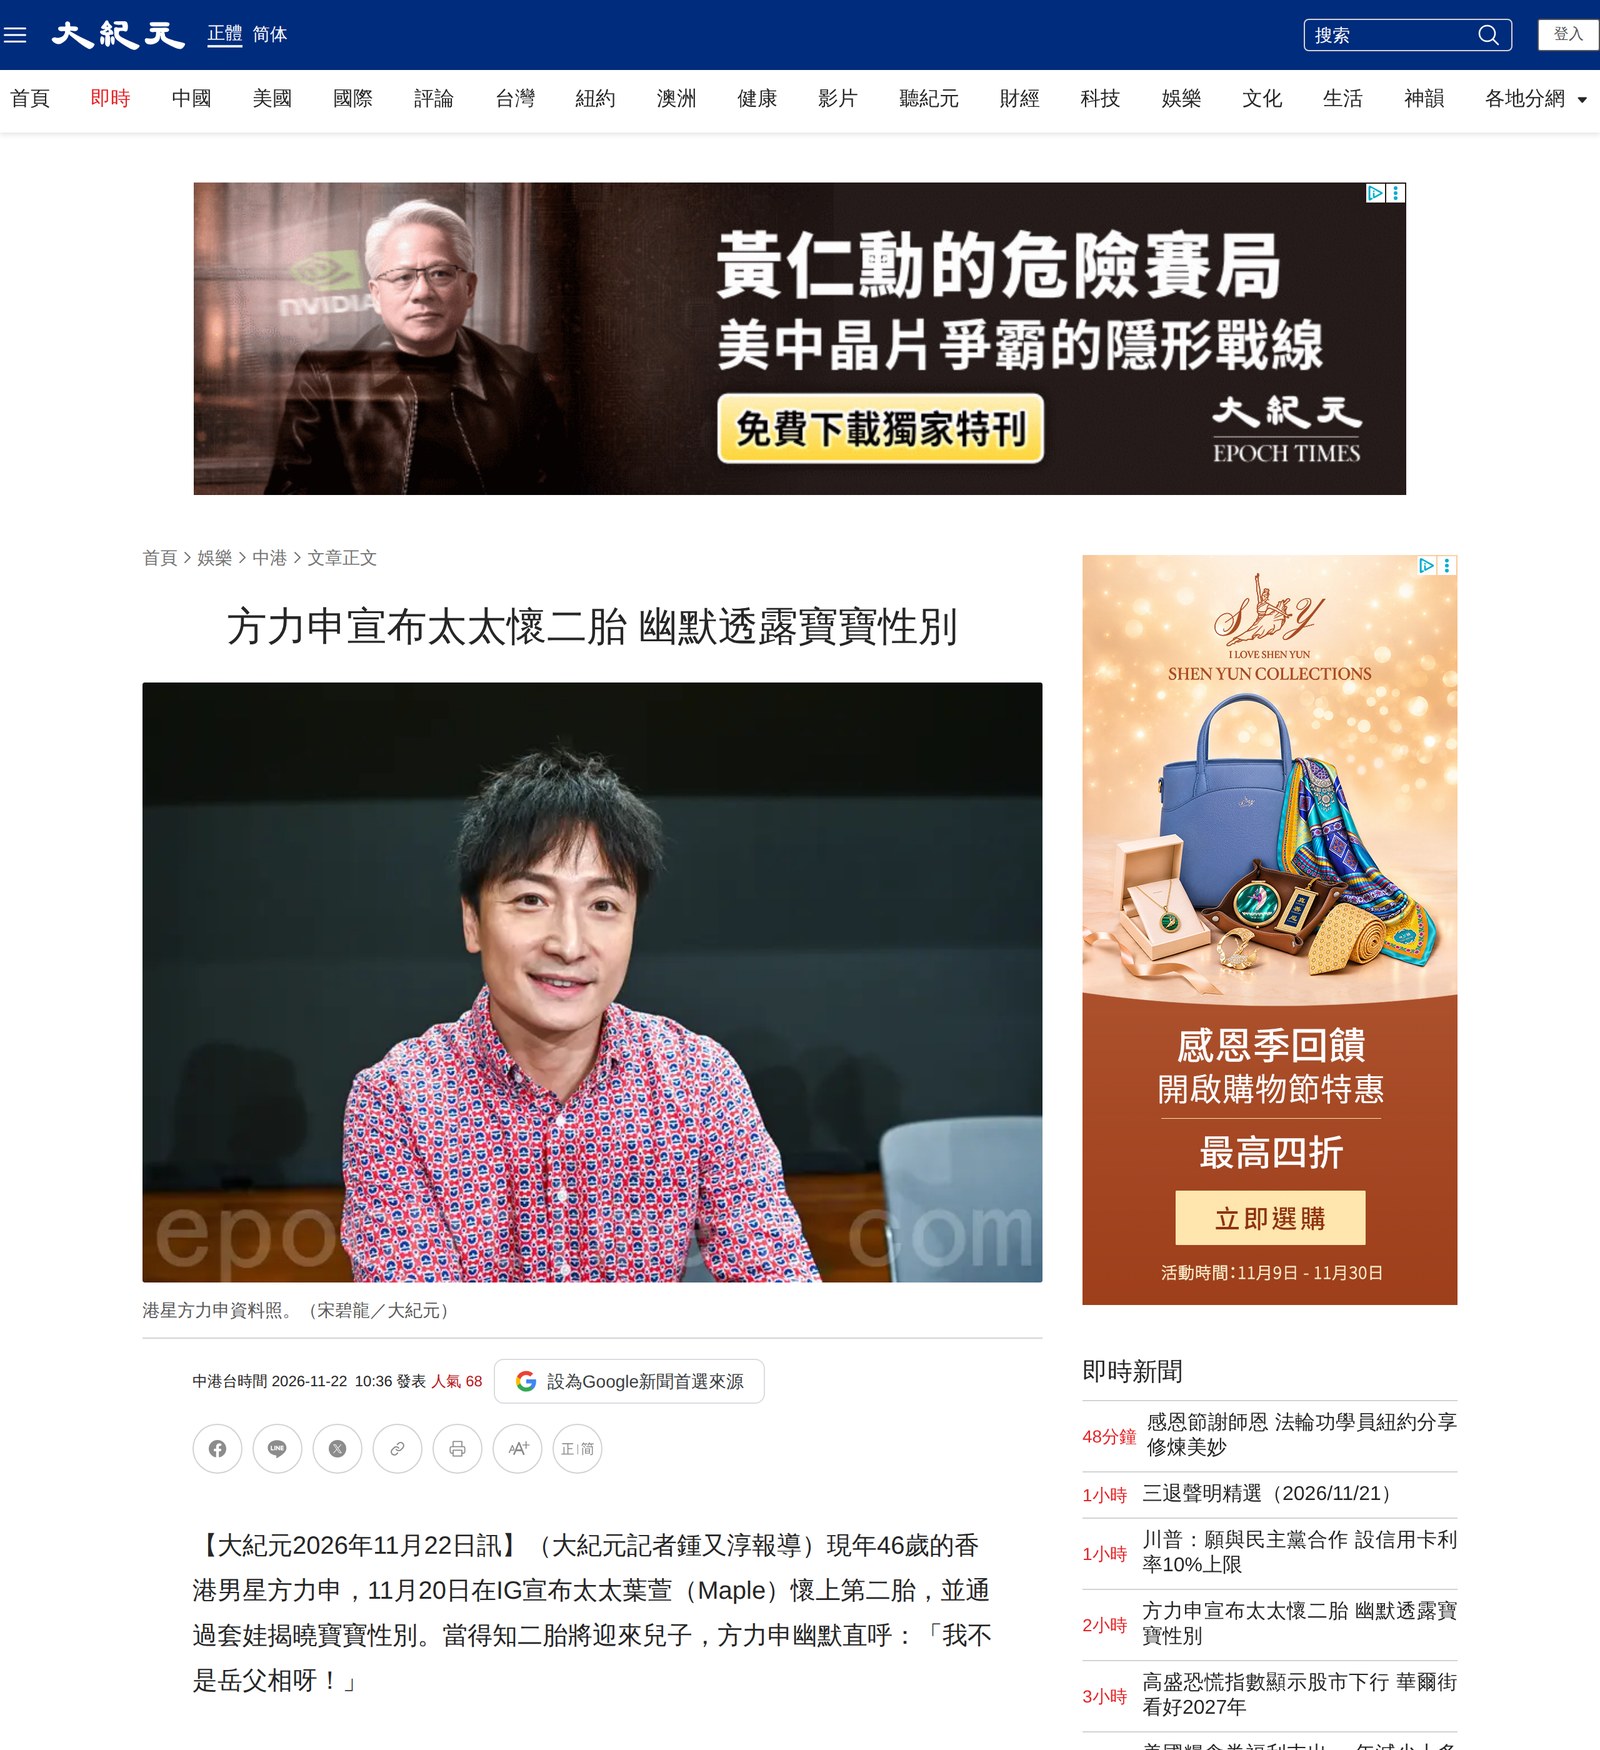 大紀元 正體 简体 搜索 登入
首頁 即時 中國 美國 國際 評論 台灣 紐約 澳洲 健康 影片 聽紀元 財經 科技 娛樂 文化 生活 神韻 各地分網
NVIDIA
黃仁勳的危險賽局
美中晶片爭霸的隱形戰線
免費下載獨家特刊
大紀元
EPOCH TIMES
首頁 > 娛樂 > 中港 > 文章正文
方力申宣布太太懷二胎 幽默透露寶寶性別
epo
com
港星方力申資料照。（宋碧龍／大紀元）
中港台時間 2026-11-22 10:36 發表 人氣 68
設為Google新聞首選來源
LINE
AA+
正|简
【大紀元2026年11月22日訊】（大紀元記者鍾又淳報導）現年46歲的香
港男星方力申，11月20日在IG宣布太太葉萱（Maple）懷上第二胎，並通
過套娃揭曉寶寶性別。當得知二胎將迎來兒子，方力申幽默直呼：「我不
是岳父相呀！」
SY
I LOVE SHEN YUN
SHEN YUN COLLECTIONS
感恩季回饋
開啟購物節特惠
最高四折
立即選購
活動時間：11月9日 - 11月30日
即時新聞
48分鐘 感恩節謝師恩 法輪功學員紐約分享
修煉美妙
1小時 三退聲明精選（2026/11/21）
1小時 川普：願與民主黨合作 設信用卡利
率10%上限
2小時 方力申宣布太太懷二胎 幽默透露寶
寶性別
3小時 高盛恐慌指數顯示股市下行 華爾街
看好2027年